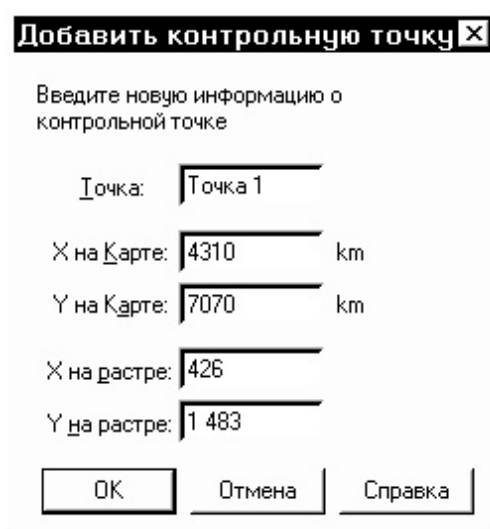 Добавить контрольную точку
Введите новую информацию о
контрольной точке
Точка: Точка 1
X на Карте: 4310 km
Y на Карте: 7070 km
X на растре: 426
Y на растре: 1 483
OK Отмена Справка